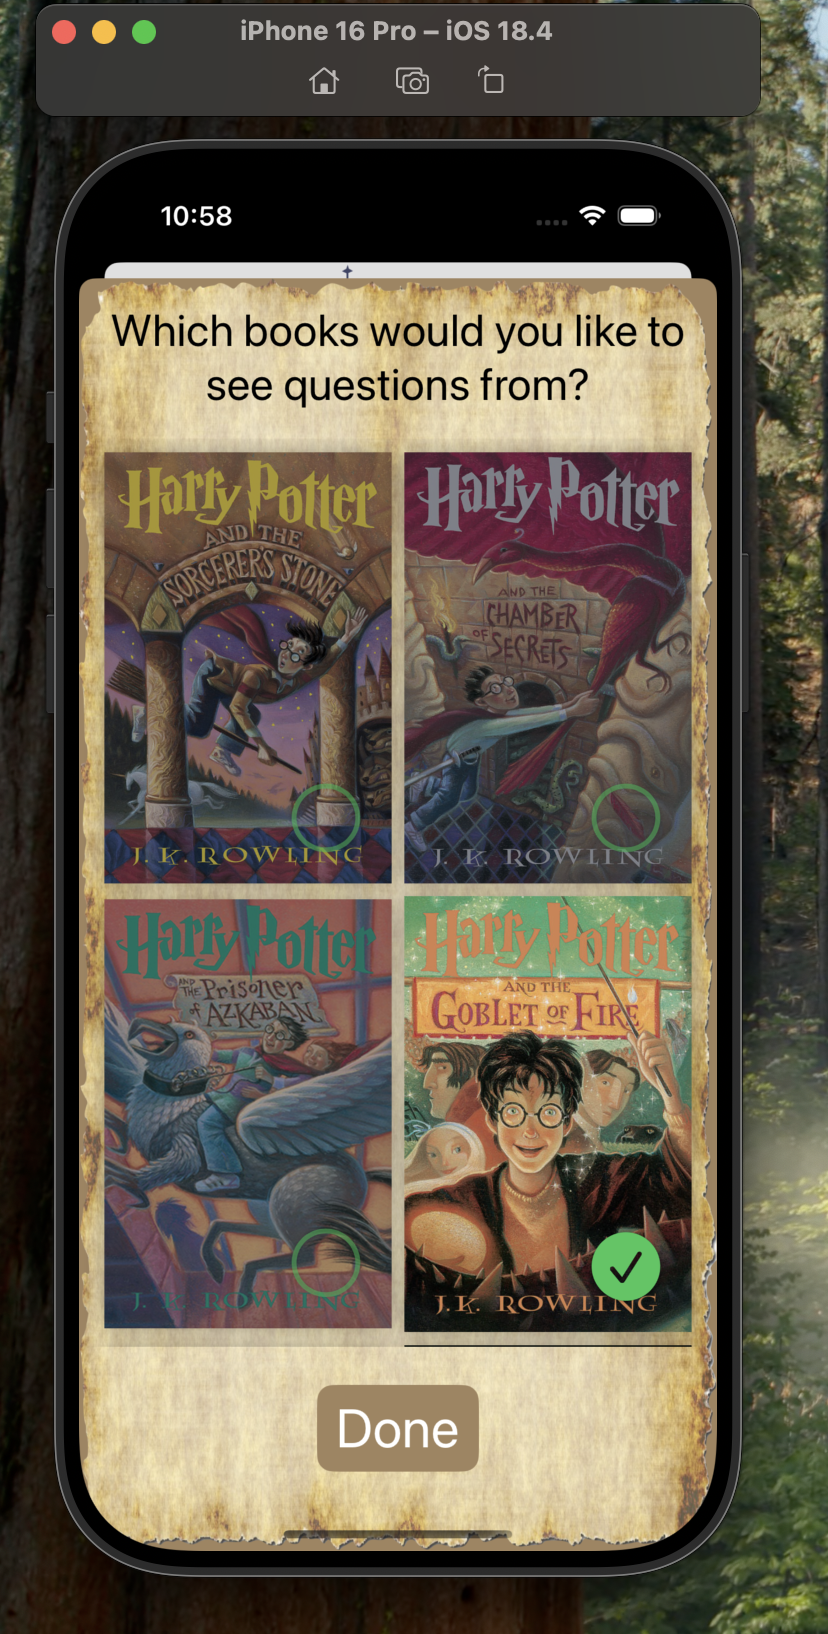 iPhone 16 Pro – iOS 18.4
10:58
Which books would you like to
see questions from?
Harry Potter
AND THE
SORCERER'S STONE
J. K. ROWLING
Harry Potter
AND THE
CHAMBER
OF SECRETS
J. K. ROWLING
Harry Potter
AND THE Prisoner
of AZKABAN
J. K. ROWLING
Harry Potter
AND THE
GOBLET OF FIRE
J.K. ROWLING
Done